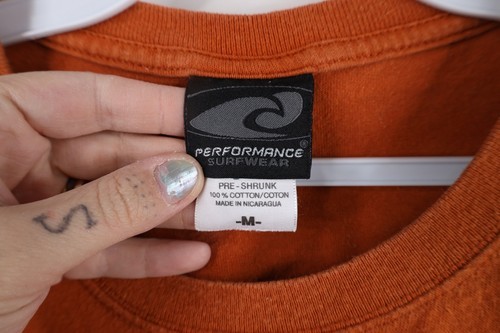 ®
PERFORMANCE
SURFWEAR
PRE-SHRUNK
100% COTTON/COTON
MADE IN NICARAGUA
-M-
S